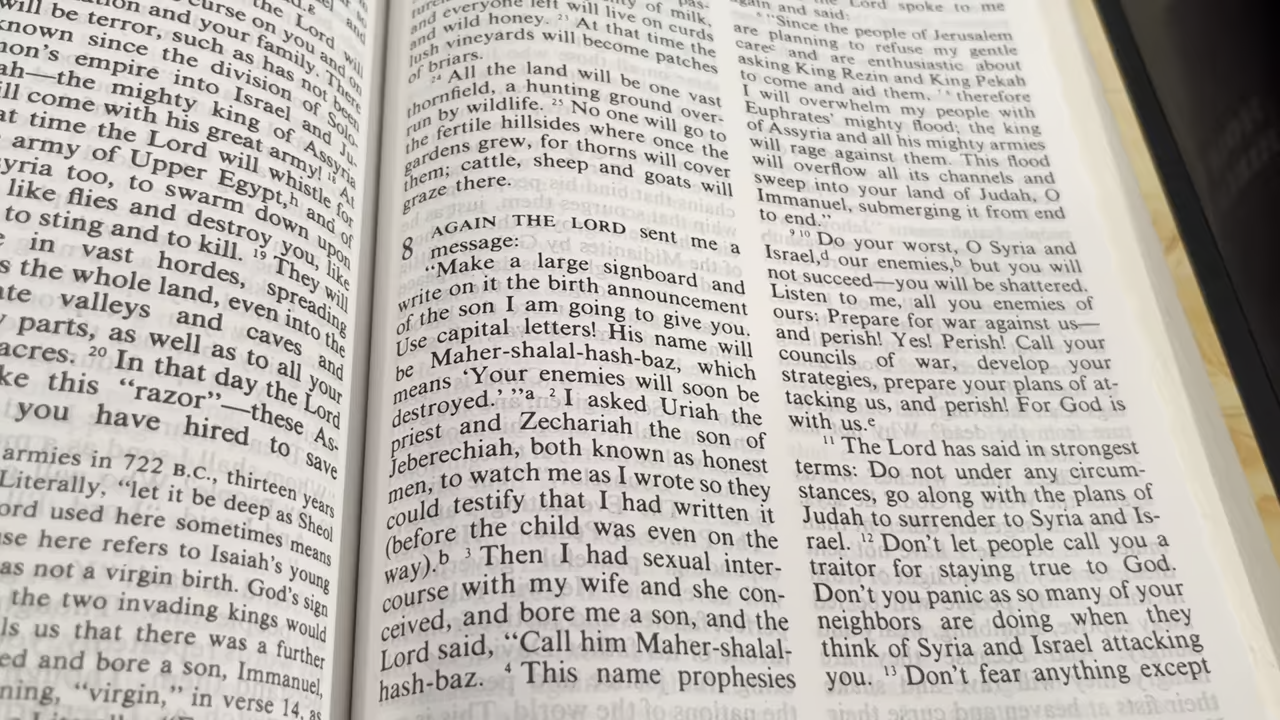 the Lord will
curse on you and on
nation and your family. There
will be terror, such as has not been
known since the division of Solo-
mon's empire into Israel and Ju-
ah—the mighty king of Assyria
ill come with his great army! 18 At
at time the Lord will whistle for
army of Upper Egypt,h and of
syria too, to swarm down upon
like flies and destroy you, like
to sting and to kill. 19 They will
in vast hordes, spreading
s the whole land, even into the
ate valleys and caves and
y parts, as well as to all your
acres. 20 In that day the Lord
ke this “razor”—these As-
you have hired to save
armies in 722 B.C., thirteen years
Literally, “let it be deep as Sheol
ord used here sometimes means
se here refers to Isaiah's young
as not a virgin birth. God's sign
the two invading kings would
ls us that there was a further
ed and bore a son, Immanuel,
ning, “virgin,” in verse 14, as
of milk,
and everyone left will live on curds
and wild honey. 23 At that time the
lush vineyards will become patches
of briars.
24 All the land will be one vast
thornfield, a hunting ground over-
run by wildlife. 25 No one will go to
the fertile hillsides where once the
gardens grew, for thorns will cover
them; cattle, sheep and goats will
graze there.
8 AGAIN THE LORD sent me a
message:
“Make a large signboard and
write on it the birth announcement
of the son I am going to give you.
Use capital letters! His name will
be Maher-shalal-hash-baz, which
means ‘Your enemies will soon be
destroyed.’ ”a 2 I asked Uriah the
priest and Zechariah the son of
Jeberechiah, both known as honest
men, to watch me as I wrote so they
could testify that I had written it
(before the child was even on the
way).b 3 Then I had sexual inter-
course with my wife and she con-
ceived, and bore me a son, and the
Lord said, “Call him Maher-shalal-
hash-baz. 4 This name prophesies
the Lord spoke to me
again and said:
6 “Since the people of Jerusalem
are planning to refuse my gentle
carec and are enthusiastic about
asking King Rezin and King Pekah
to come and aid them, 7 8 therefore
I will overwhelm my people with
Euphrates' mighty flood; the king
of Assyria and all his mighty armies
will rage against them. This flood
will overflow all its channels and
sweep into your land of Judah, O
Immanuel, submerging it from end
to end.”
9 10 Do your worst, O Syria and
Israel,d our enemies,b but you will
not succeed—you will be shattered.
Listen to me, all you enemies of
ours: Prepare for war against us—
and perish! Yes! Perish! Call your
councils of war, develop your
strategies, prepare your plans of at-
tacking us, and perish! For God is
with us.e
11 The Lord has said in strongest
terms: Do not under any circum-
stances, go along with the plans of
Judah to surrender to Syria and Is-
rael. 12 Don't let people call you a
traitor for staying true to God.
Don't you panic as so many of your
neighbors are doing when they
think of Syria and Israel attacking
you. 13 Don't fear anything except